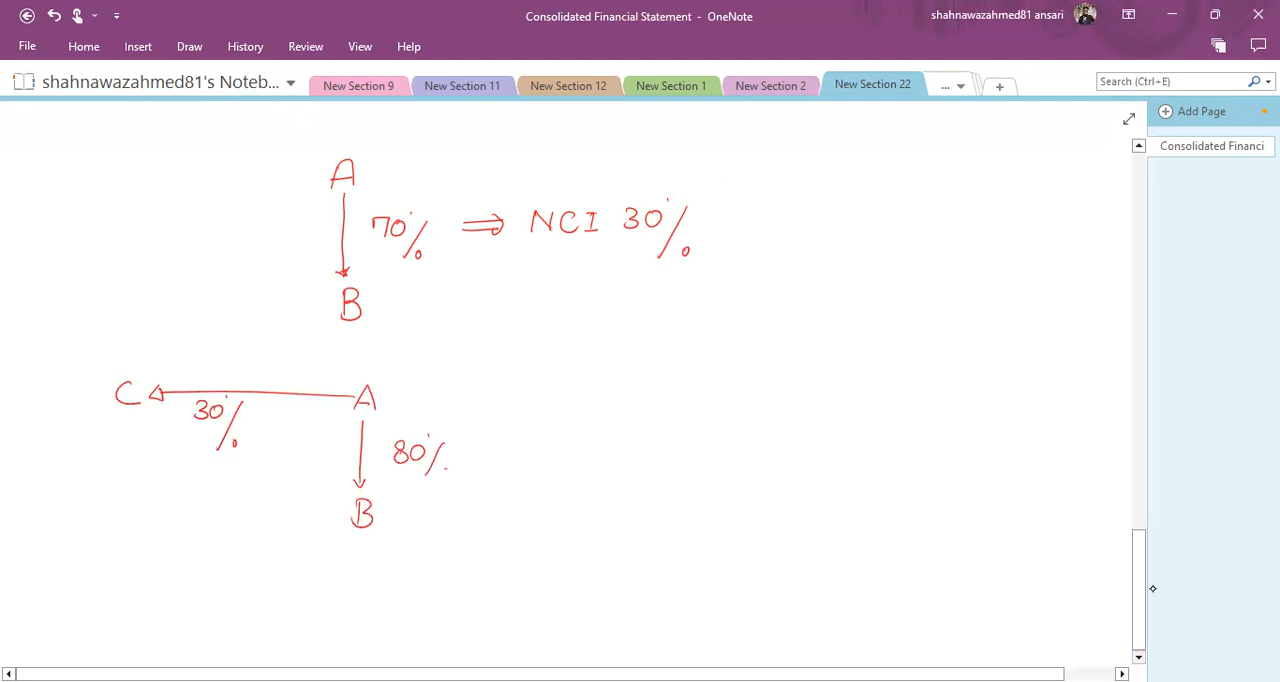 Consolidated Financial Statement - OneNote
shahnawazahmed81 ansari
File Home Insert Draw History Review View Help
shahnawazahmed81's Noteb...
New Section 9 New Section 11 New Section 12 New Section 1 New Section 2 New Section 22 ...
Search (Ctrl+E)
Add Page
Consolidated Financi
A
70% ⇒ NCI 30%
B
C A
30%
80%
B